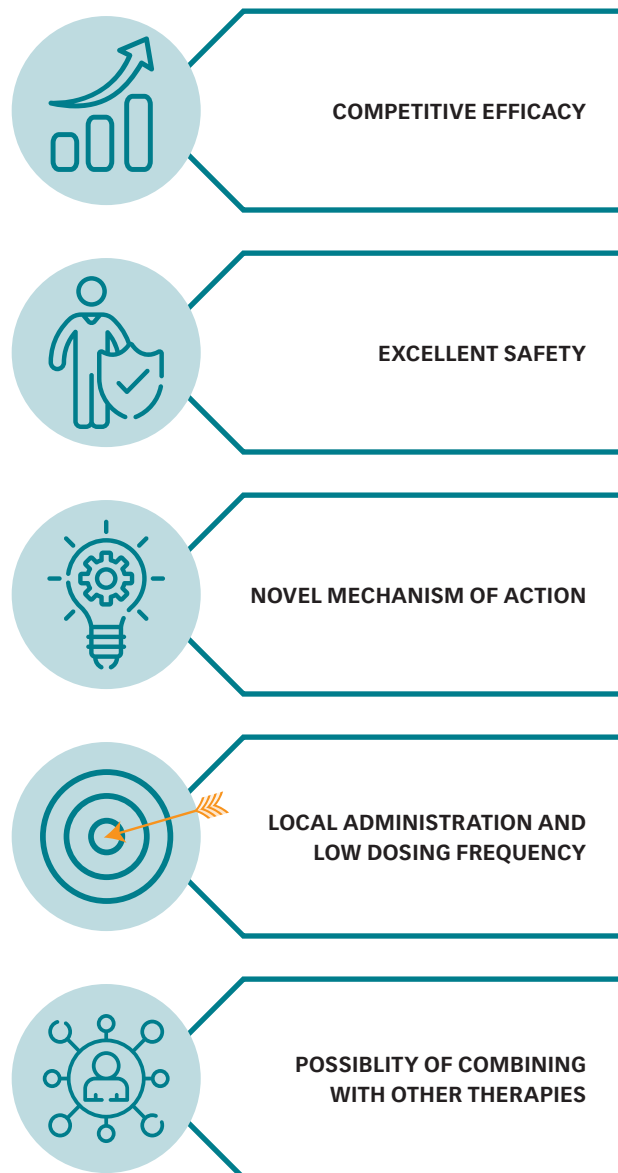 COMPETITIVE EFFICACY
EXCELLENT SAFETY
NOVEL MECHANISM OF ACTION
LOCAL ADMINISTRATION AND
LOW DOSING FREQUENCY
POSSIBLITY OF COMBINING
WITH OTHER THERAPIES